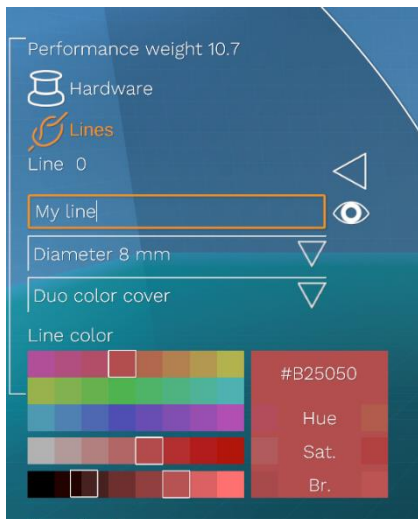 Performance weight 10.7
Hardware
Lines
Line 0
My line
Diameter 8 mm
Duo color cover
Line color
#B25050
Hue
Sat.
Br.